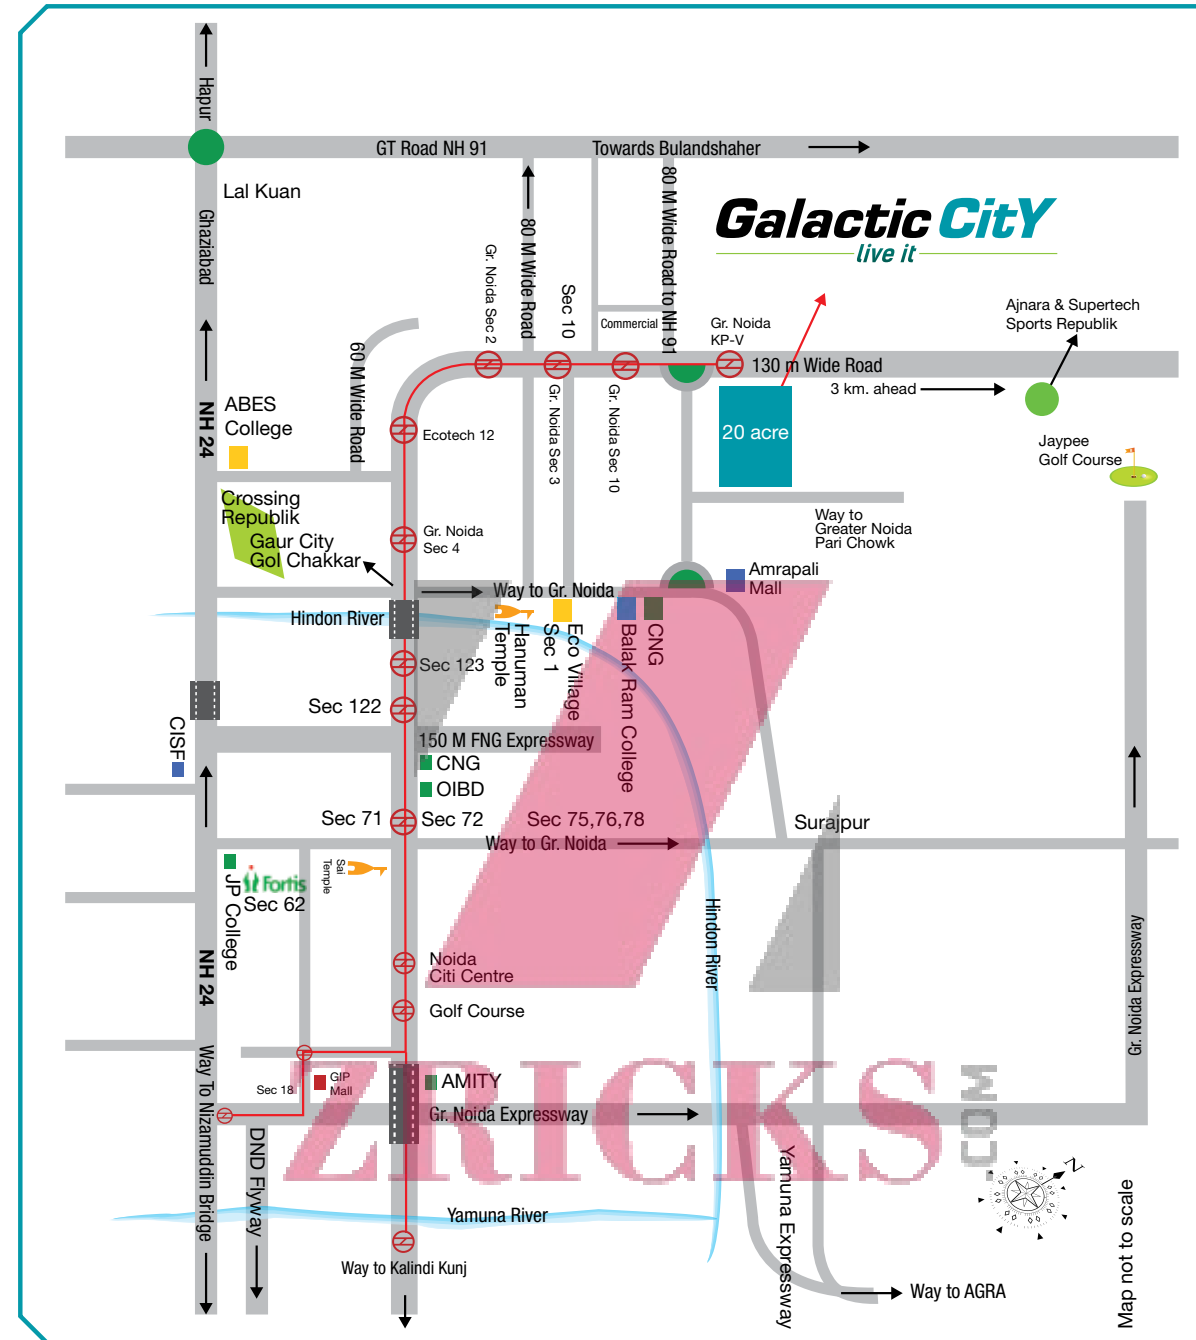 Hapur
GT Road NH 91
Towards Bulandshaher
Lal Kuan
Ghaziabad
80 M Wide Road
80 M Wide Road to NH 91
Galactic CitY
live it
Gr. Noida Sec 2
Sec 10
Commercial
Gr. Noida
KP-V
Ajnara & Supertech
Sports Republik
60 M Wide Road
130 m Wide Road
3 km. ahead
NH 24
ABES
College
Ecotech 12
Gr. Noida Sec 3
Gr. Noida Sec 10
20 acre
Jaypee
Golf Course
Crossing
Republik
Gaur City
Gol Chakkar
Gr. Noida
Sec 4
Way to
Greater Noida
Pari Chowk
Way to Gr. Noida
Amrapali
Mall
Hindon River
Hanuman
Temple
Eco Village
Sec 1
Balak Ram College
CNG
Sec 123
Sec 122
CISF
150 M FNG Expressway
CNG
OIBD
Sec 71
Sec 72
Sec 75,76,78
Surajpur
Way to Gr. Noida
Sai
Temple
JP College
Fortis
Sec 62
Hindon River
NH 24
Noida
Citi Centre
Golf Course
Gr. Noida Expressway
Way To Nizamuddin Bridge
Sec 18
GIP
Mall
AMITY
Gr. Noida Expressway
ZRICKS
.COM
DND Flyway
Yamuna River
Yamuna Expressway
N
Way to Kalindi Kunj
Way to AGRA
Map not to scale